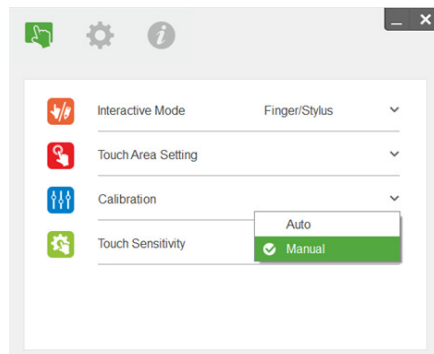 Interactive Mode Finger/Stylus
Touch Area Setting
Calibration
Auto
Touch Sensitivity
Manual